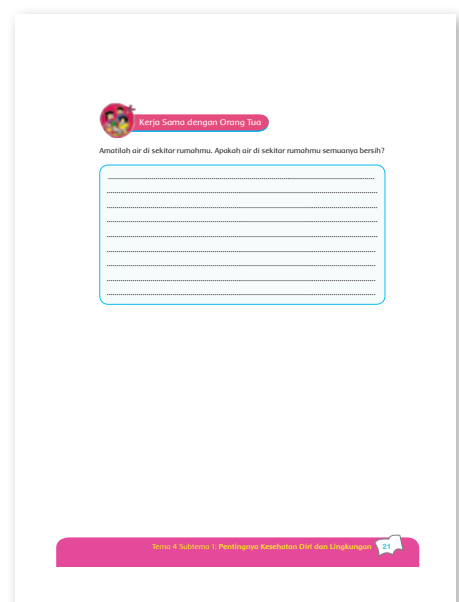 Kerja Sama dengan Orang Tua
Amatilah air di sekitar rumahmu. Apakah air di sekitar rumahmu semuanya bersih?
Tema 4 Subtema 1: Pentingnya Kesehatan Diri dan Lingkungan 21